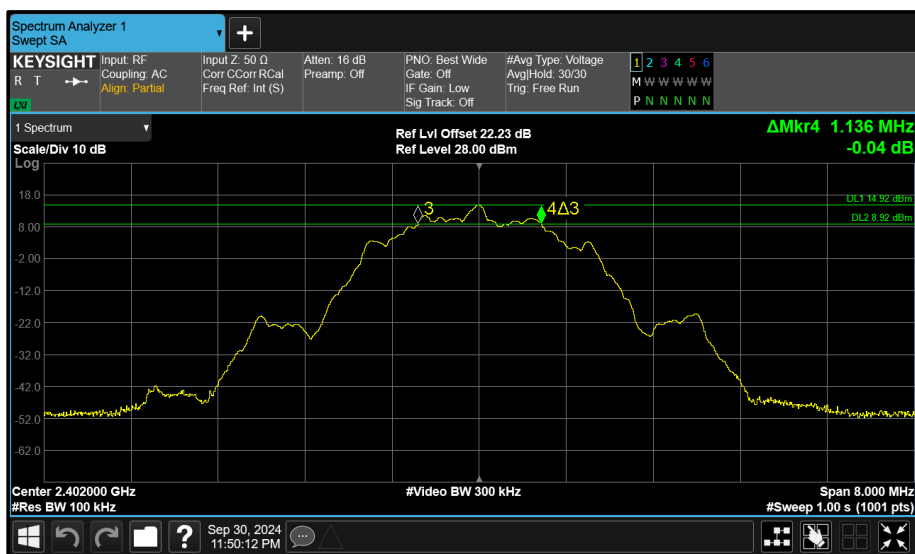 Spectrum Analyzer 1
Swept SA
KEYSIGHT
R T
LXI
Input: RF
Coupling: AC
Align: Partial
Input Z: 50 Ω
Corr CCorr RCal
Freq Ref: Int (S)
Atten: 16 dB
Preamp: Off
PNO: Best Wide
Gate: Off
IF Gain: Low
Sig Track: Off
#Avg Type: Voltage
Avg|Hold: 30/30
Trig: Free Run
1 2 3 4 5 6
M W W W W W
P N N N N N
1 Spectrum
Scale/Div 10 dB
Ref Lvl Offset 22.23 dB
Ref Level 28.00 dBm
ΔMkr4 1.136 MHz
-0.04 dB
Log
18.0
8.00
-2.00
-12.0
-22.0
-32.0
-42.0
-52.0
-62.0
3
4Δ3
DL1 14.92 dBm
DL2 8.92 dBm
Center 2.402000 GHz
#Res BW 100 kHz
#Video BW 300 kHz
Span 8.000 MHz
#Sweep 1.00 s (1001 pts)
?
Sep 30, 2024
11:50:12 PM